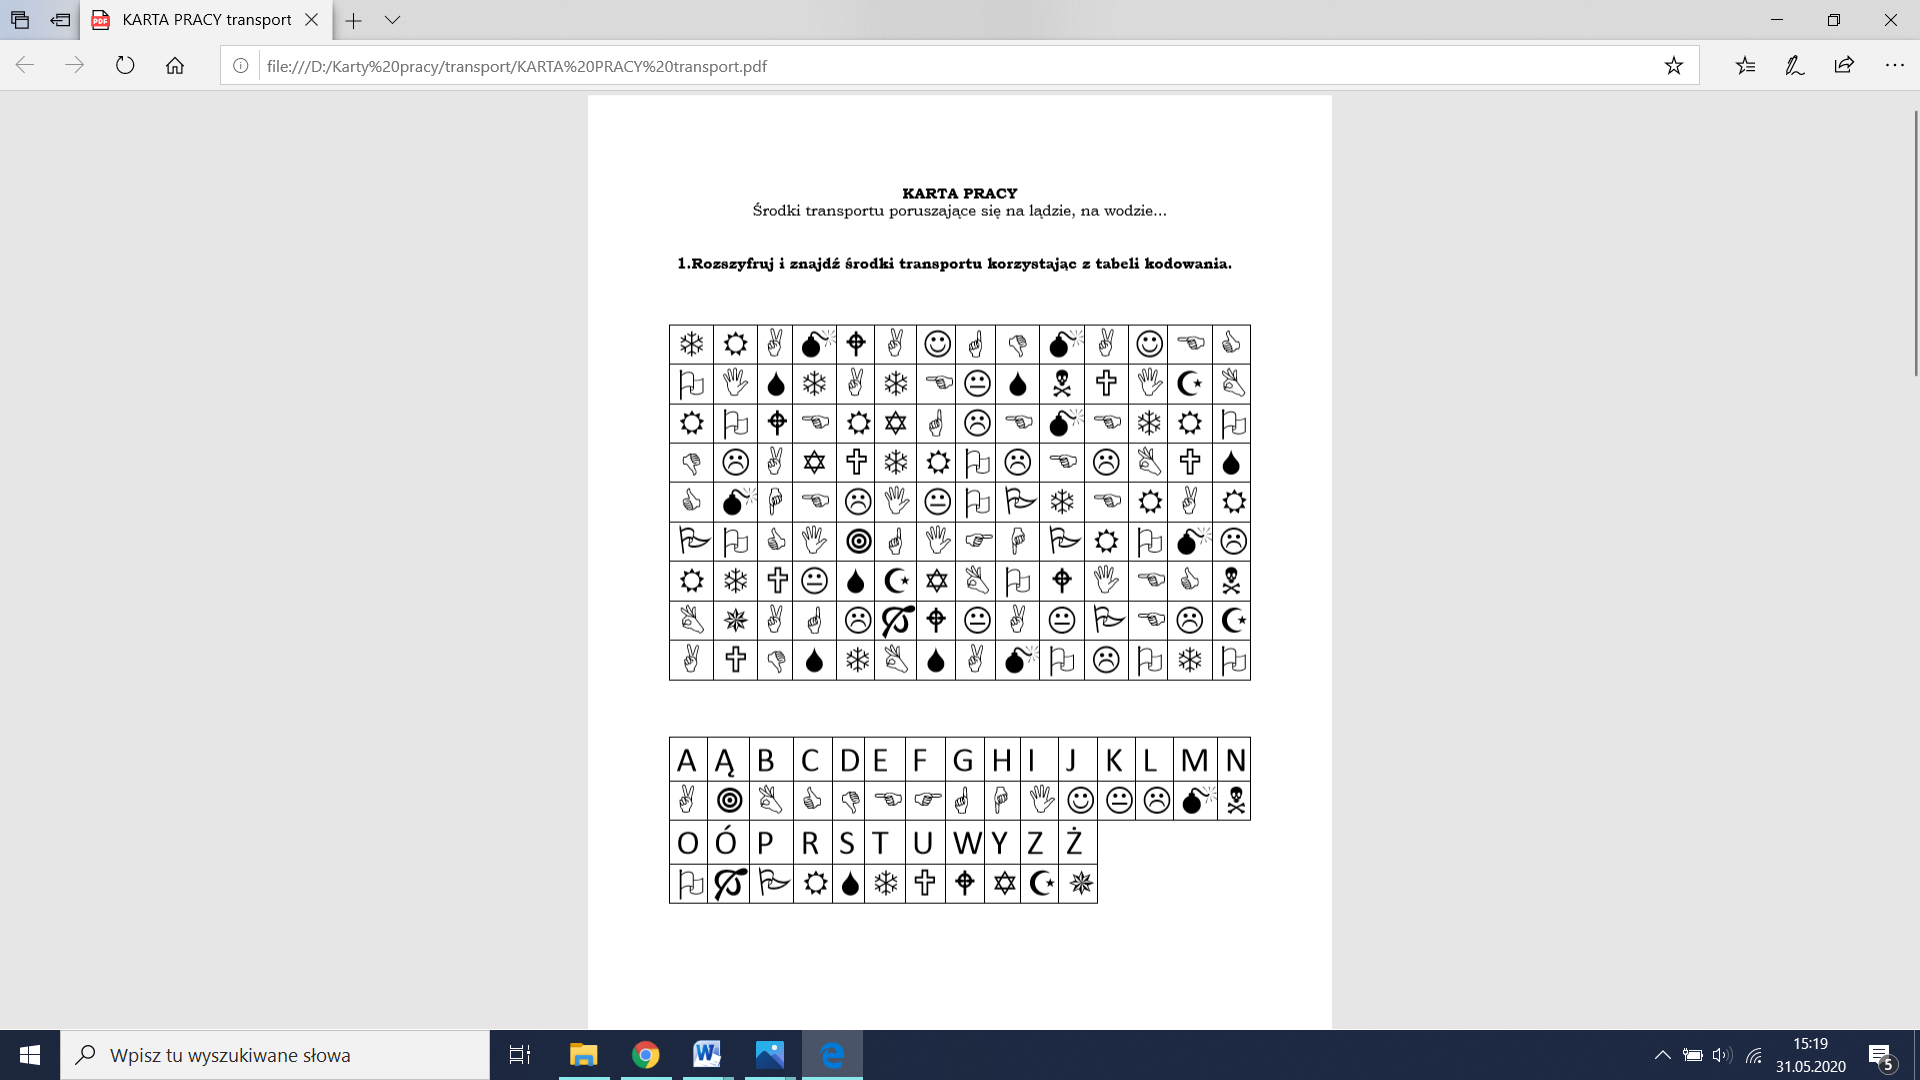 KARTA PRACY transport
file:///D:/Karty%20pracy/transport/KARTA%20PRACY%20transport.pdf
KARTA PRACY
Środki transportu poruszające się na lądzie, na wodzie...
1.Rozszyfruj i znajdź środki transportu korzystając z tabeli kodowania.
A Ą B C D E F G H I J K L M N
O Ó P R S T U W Y Z Ż
Wpisz tu wyszukiwane słowa
15:19
31.05.2020
5